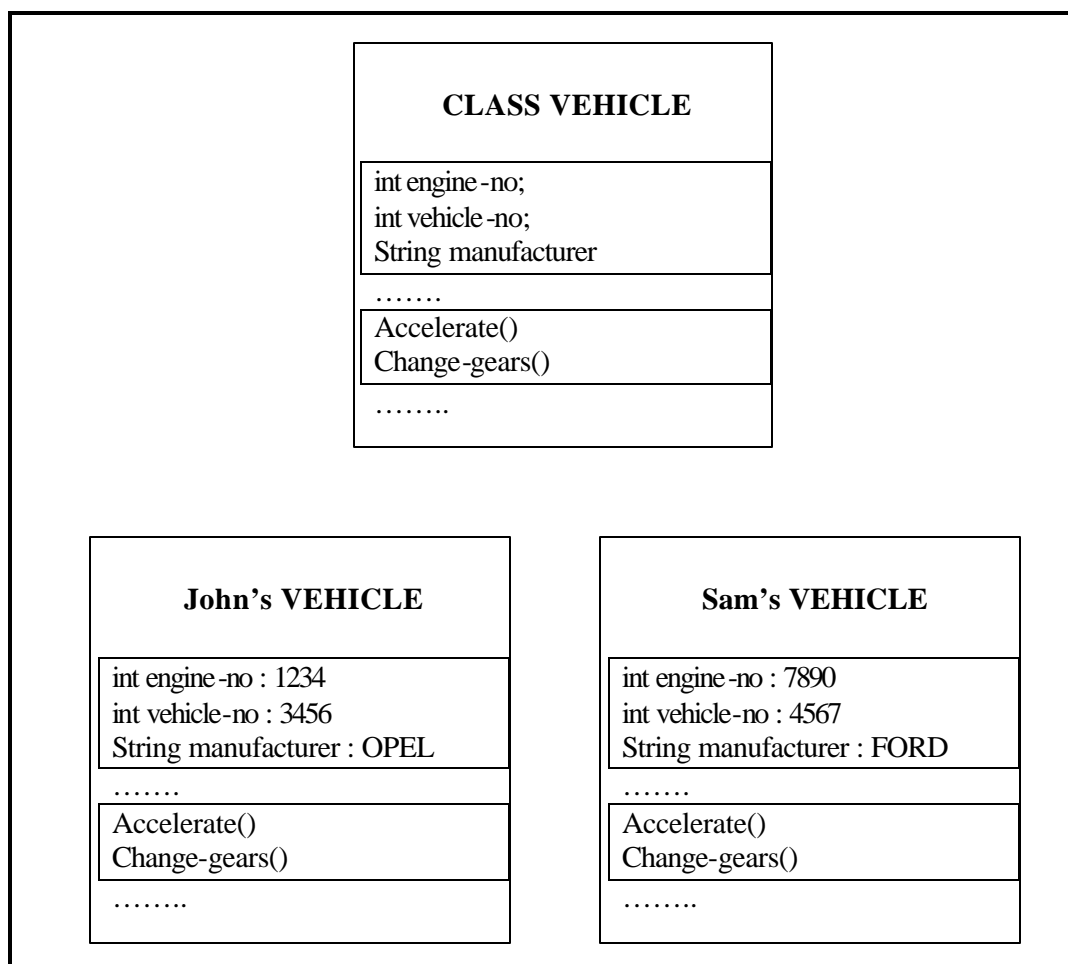 CLASS VEHICLE
int engine-no;
int vehicle-no;
String manufacturer
…….
Accelerate()
Change-gears()
……..
John’s VEHICLE
int engine-no : 1234
int vehicle-no : 3456
String manufacturer : OPEL
…….
Accelerate()
Change-gears()
……..
Sam’s VEHICLE
int engine-no : 7890
int vehicle-no : 4567
String manufacturer : FORD
…….
Accelerate()
Change-gears()
……..